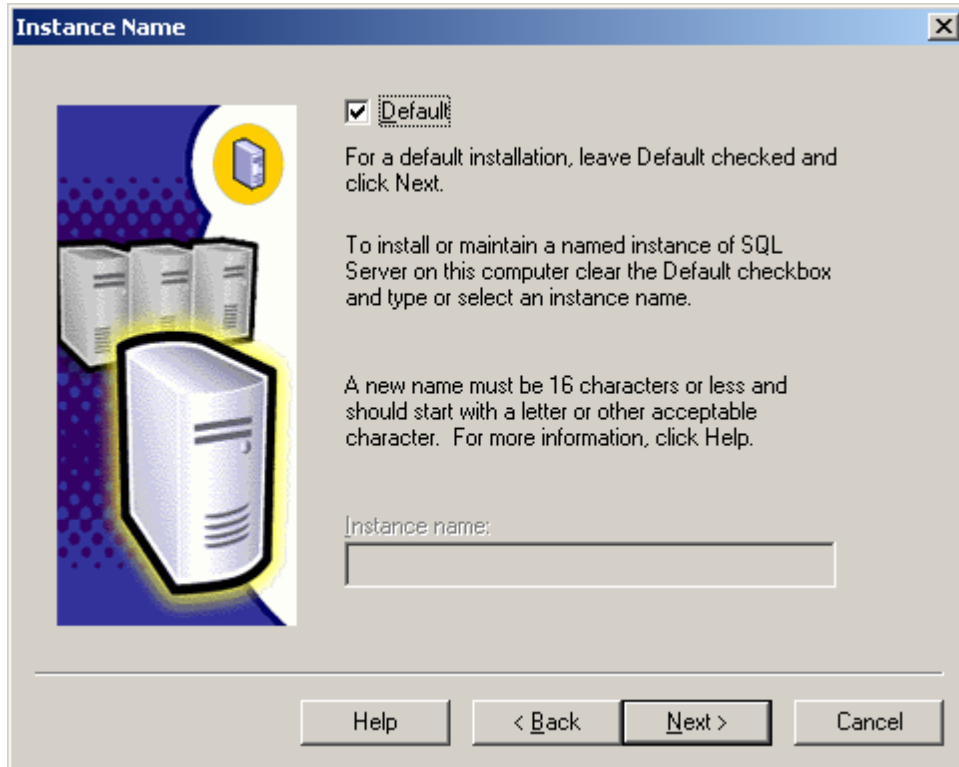 Instance Name
Default
For a default installation, leave Default checked and
click Next.
To install or maintain a named instance of SQL
Server on this computer clear the Default checkbox
and type or select an instance name.
A new name must be 16 characters or less and
should start with a letter or other acceptable
character.  For more information, click Help.
Instance name:
Help
< Back
Next >
Cancel